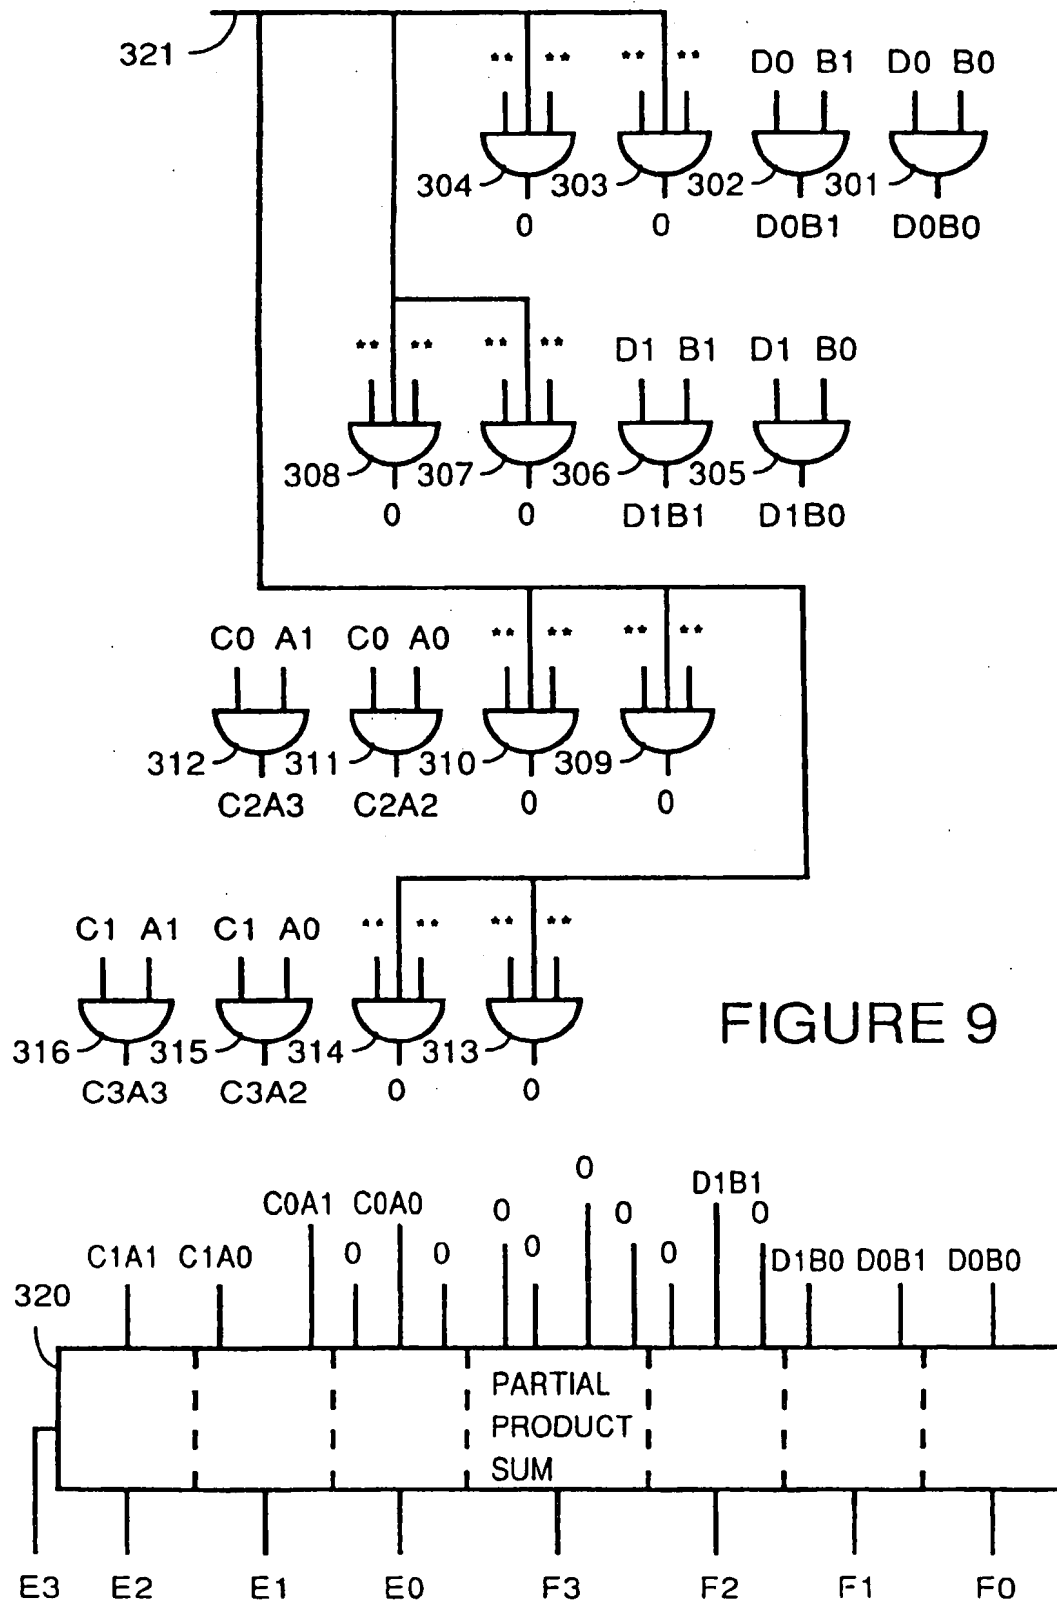 321
** ** ** ** D0 B1 D0 B0
304 303 302 301
0 0 D0B1 D0B0
** ** ** ** D1 B1 D1 B0
308 307 306 305
0 0 D1B1 D1B0
C0 A1 C0 A0 ** ** ** **
312 311 310 309
C2A3 C2A2 0 0
C1 A1 C1 A0 ** ** ** **
316 315 314 313
C3A3 C3A2 0 0
FIGURE 9
320
C1A1 C1A0 C0A1 0 C0A0 0 0 0 0 0 0 D1B1 0 D1B0 D0B1 D0B0
PARTIAL
PRODUCT
SUM
E3 E2 E1 E0 F3 F2 F1 F0